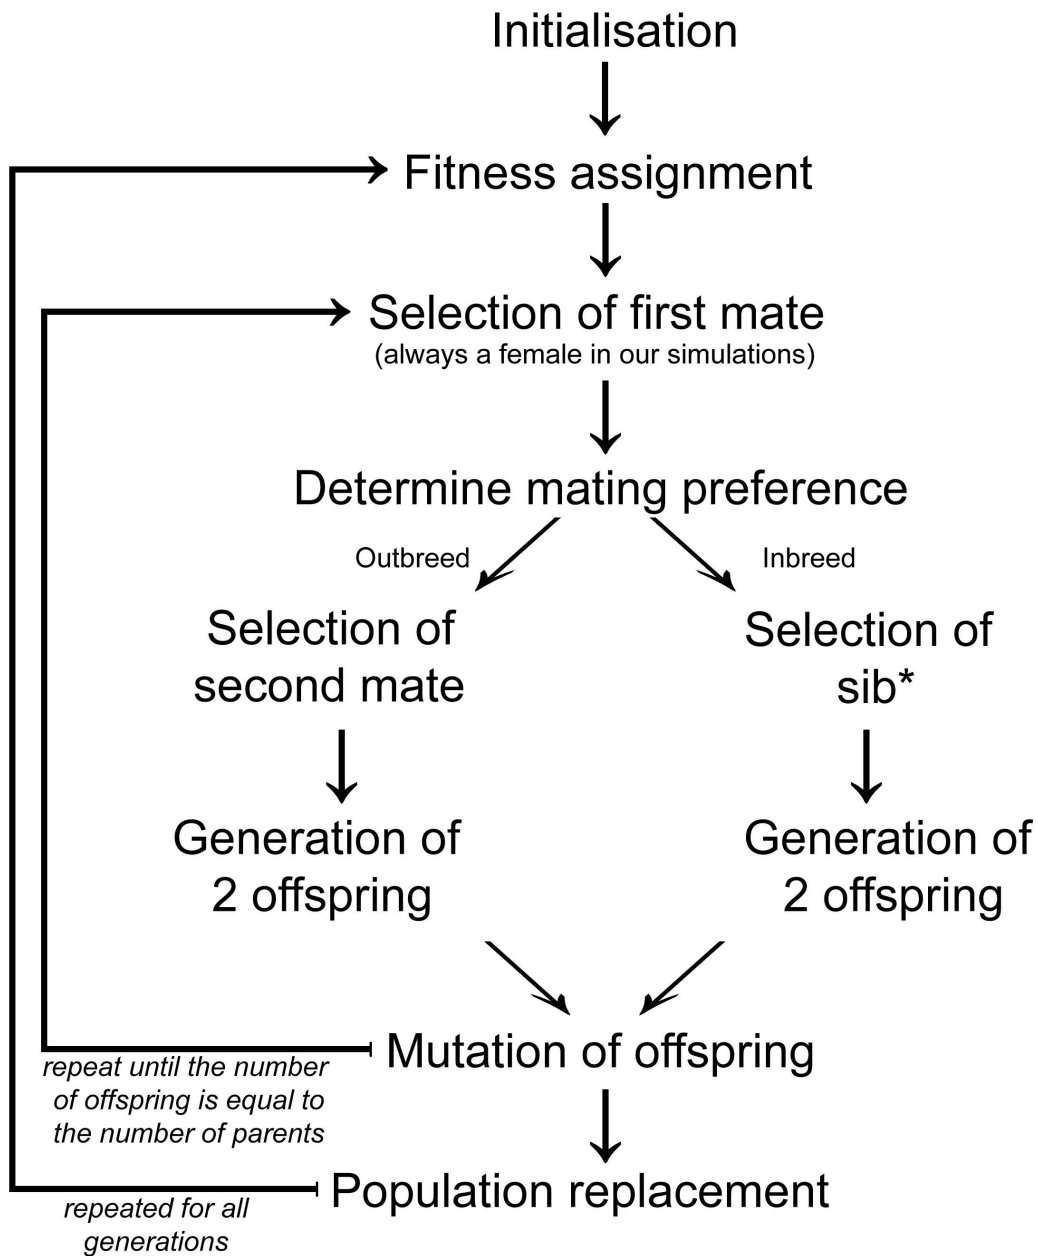 Initialisation
Fitness assignment
Selection of first mate
(always a female in our simulations)
Determine mating preference
Outbreed
Inbreed
Selection of
second mate
Selection of
sib*
Generation of
2 offspring
Generation of
2 offspring
Mutation of offspring
repeat until the number
of offspring is equal to
the number of parents
Population replacement
repeated for all
generations